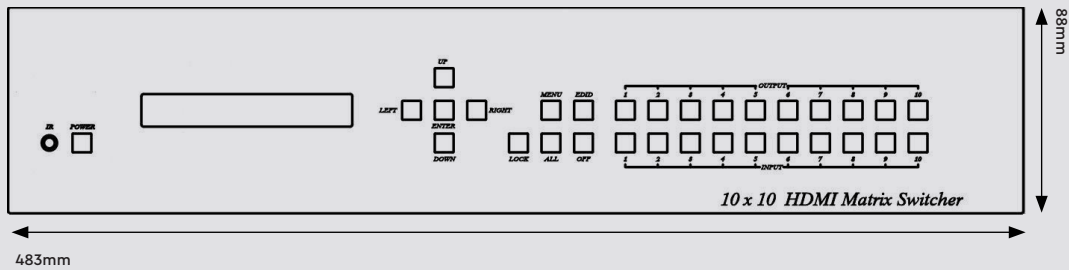 88mm
UP
MENU EDID OUTPUT
LEFT RIGHT 1 2 3 4 5 6 7 8 9 10
IR POWER ENTER
DOWN LOCK ALL OFF 1 2 3 4 5 6 7 8 9 10
INPUT
10 x 10 HDMI Matrix Switcher
483mm